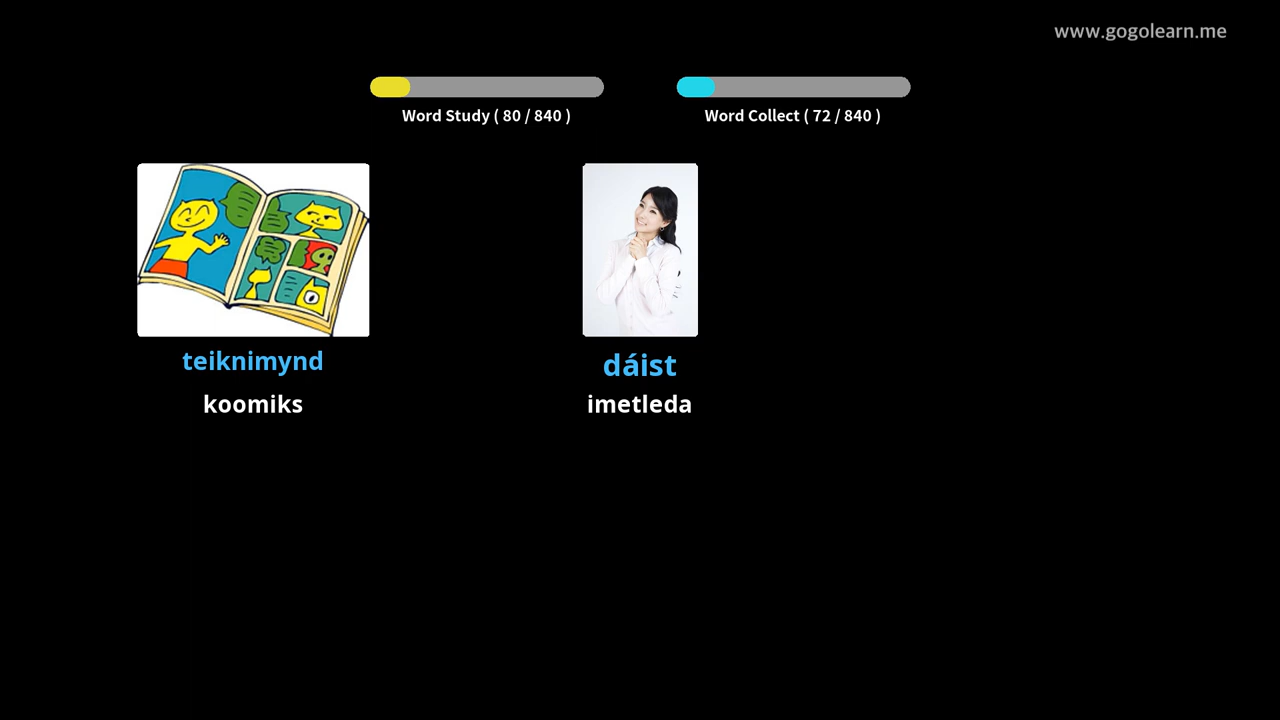 www.gogolearn.me
Word Study ( 80 / 840 )
Word Collect ( 72 / 840 )
teiknimynd
koomiks
dáist
imetleda